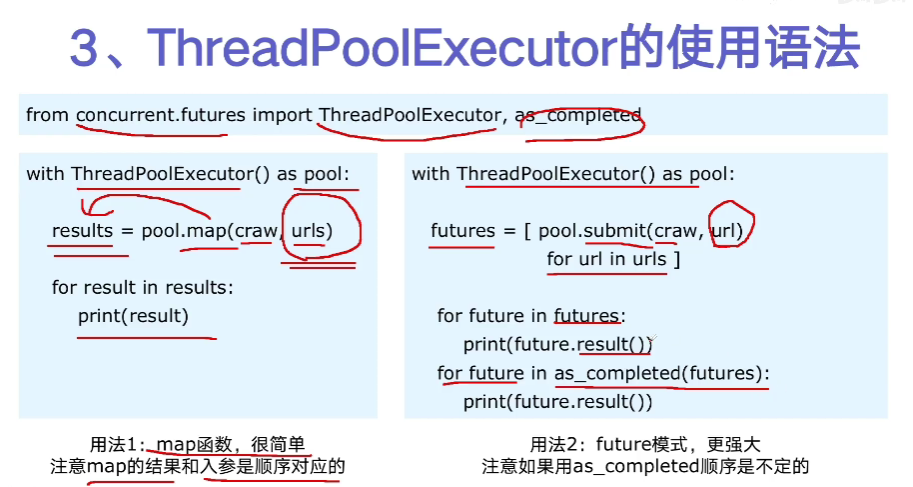 3、ThreadPoolExecutor的使用语法
from concurrent.futures import ThreadPoolExecutor, as_completed
with ThreadPoolExecutor() as pool:
results = pool.map(craw, urls)
for result in results:
print(result)
with ThreadPoolExecutor() as pool:
futures = [ pool.submit(craw, url)
for url in urls ]
for future in futures:
print(future.result())
for future in as_completed(futures):
print(future.result())
用法1：map函数，很简单
注意map的结果和入参是顺序对应的
用法2：future模式，更强大
注意如果用as_completed顺序是不定的